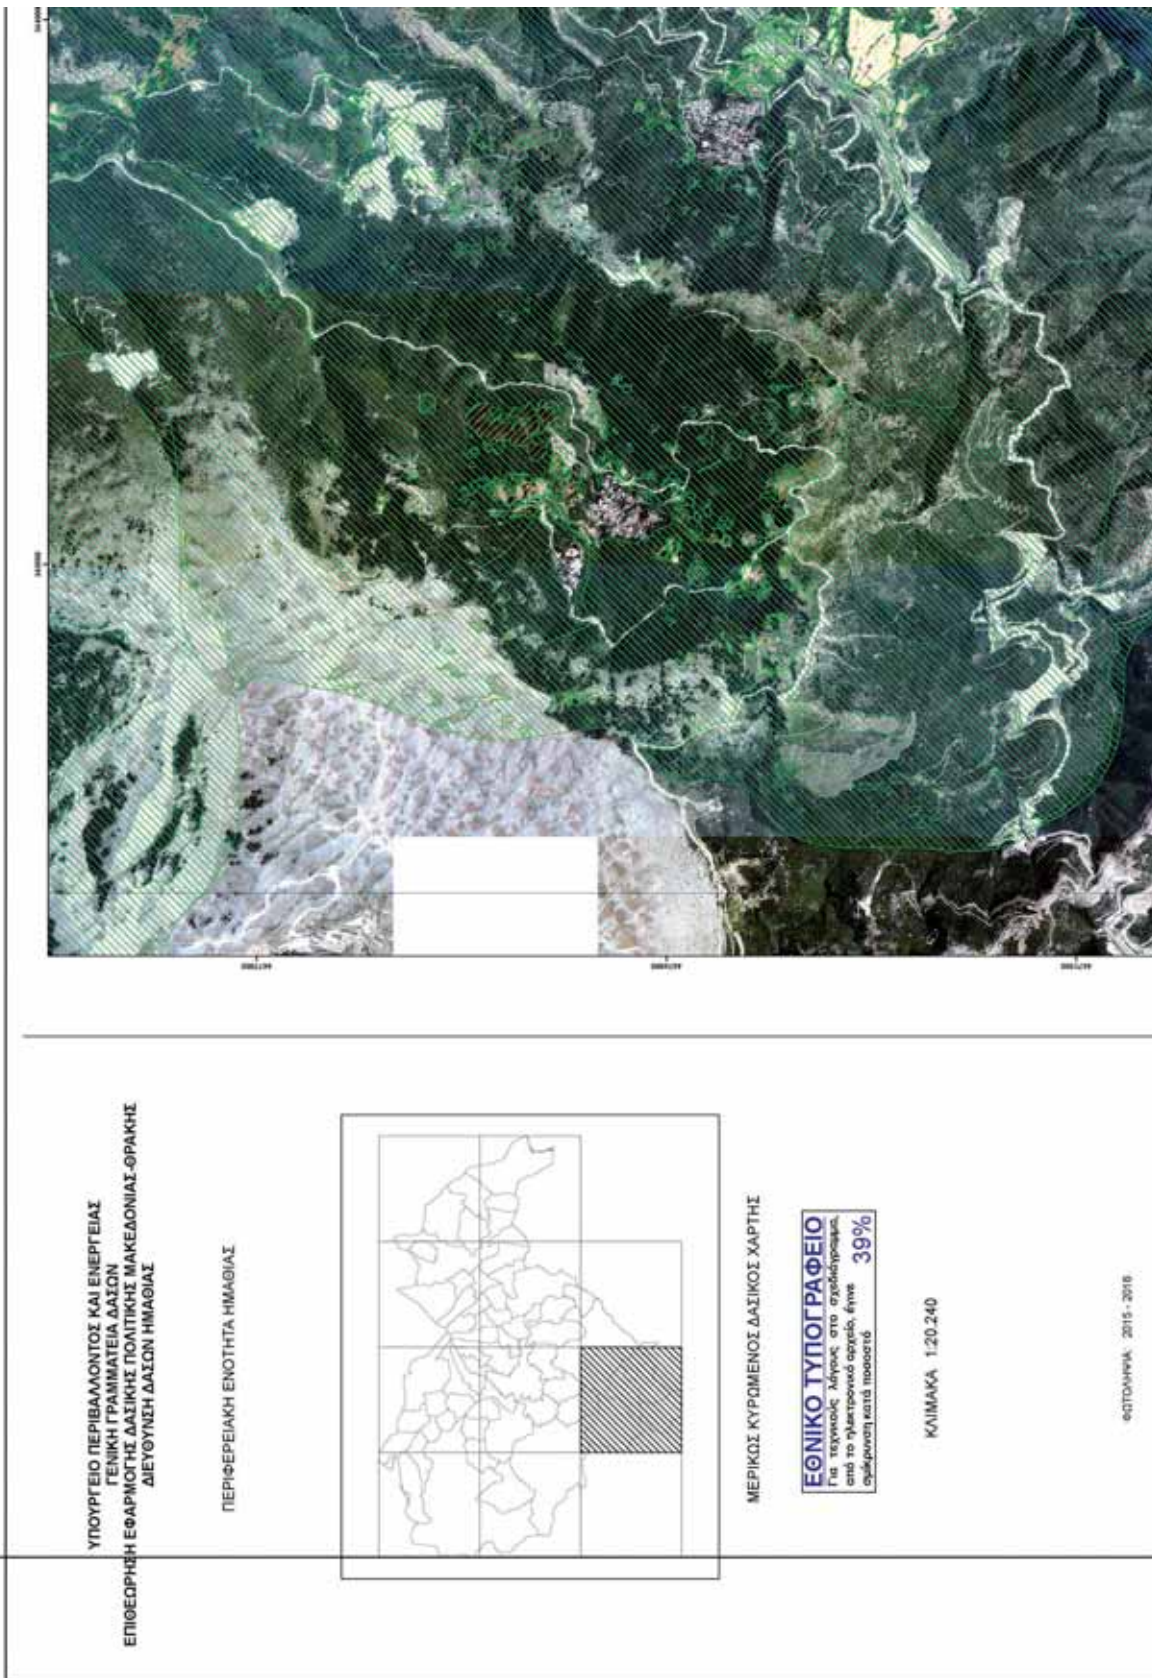 ΥΠΟΥΡΓΕΙΟ ΠΕΡΙΒΑΛΛΟΝΤΟΣ ΚΑΙ ΕΝΕΡΓΕΙΑΣ
ΓΕΝΙΚΗ ΓΡΑΜΜΑΤΕΙΑ ΔΑΣΩΝ
ΕΠΙΘΕΩΡΗΣΗ ΕΦΑΡΜΟΓΗΣ ΔΑΣΙΚΗΣ ΠΟΛΙΤΙΚΗΣ ΜΑΚΕΔΟΝΙΑΣ-ΘΡΑΚΗΣ
ΔΙΕΥΘΥΝΣΗ ΔΑΣΩΝ ΗΜΑΘΙΑΣ
ΠΕΡΙΦΕΡΕΙΑΚΗ ΕΝΟΤΗΤΑ ΗΜΑΘΙΑΣ
ΜΕΡΙΚΩΣ ΚΥΡΩΜΕΝΟΣ ΔΑΣΙΚΟΣ ΧΑΡΤΗΣ
ΕΘΝΙΚΟ ΤΥΠΟΓΡΑΦΕΙΟ
Για τεχνικούς λόγους στο σχεδιάγραμμα,
από το ηλεκτρονικό αρχείο, έγινε
σμίκρυνση κατά ποσοστό 39%
ΚΛΙΜΑΚΑ 1:20.240
ΦΩΤΟΛΗΨΙΑ: 2015 - 2016